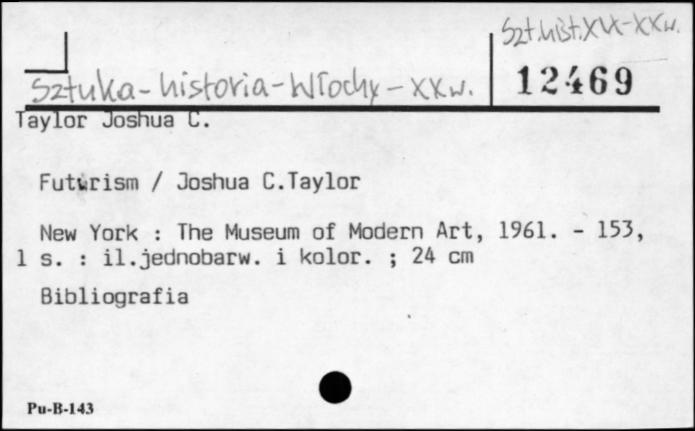 Szt.hist.XIX-XXw.
12469
Sztuka-historia-Włochy-XXw.
Taylor Joshua C.
Futurism / Joshua C.Taylor
New York : The Museum of Modern Art, 1961. - 153,
1 s. : il.jednobarw. i kolor. ; 24 cm
Bibliografia
Pu-B-143